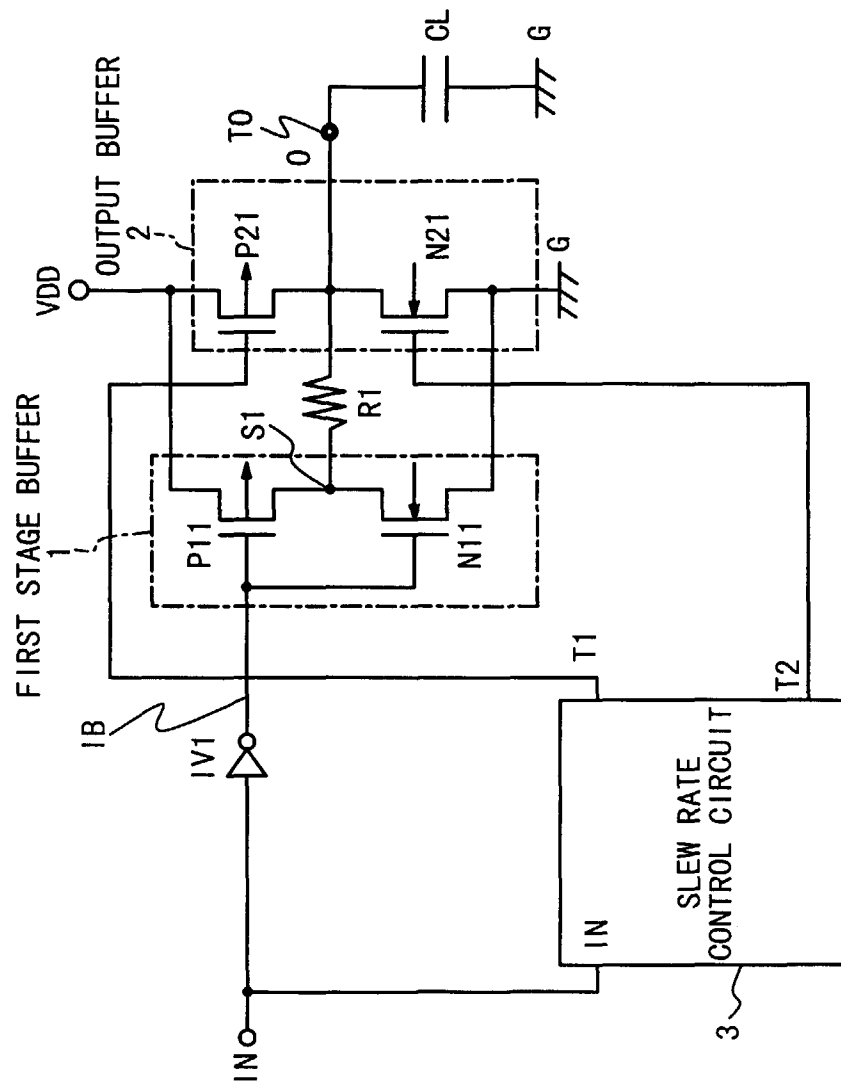 FIRST STAGE BUFFER
1
OUTPUT BUFFER
2
VDD
IN
IV1
IB
P11
N11
S1
R1
P21
N21
TO
O
CL
G
G
IN
SLEW RATE
CONTROL CIRCUIT
T1
T2
3